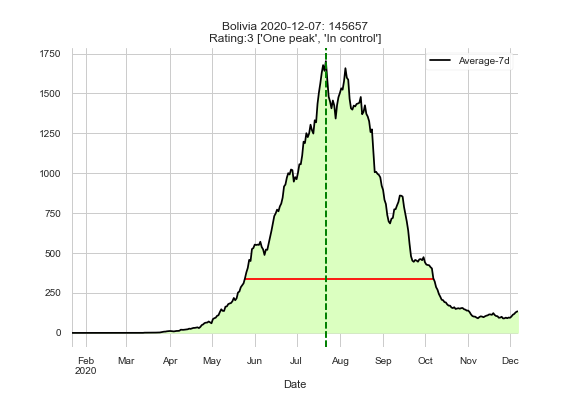 Bolivia 2020-12-07: 145657
Rating:3 ['One peak', 'In control']
Average-7d
1750
1500
1250
1000
750
500
250
0
Feb Mar Apr May Jun Jul Aug Sep Oct Nov Dec
2020
Date